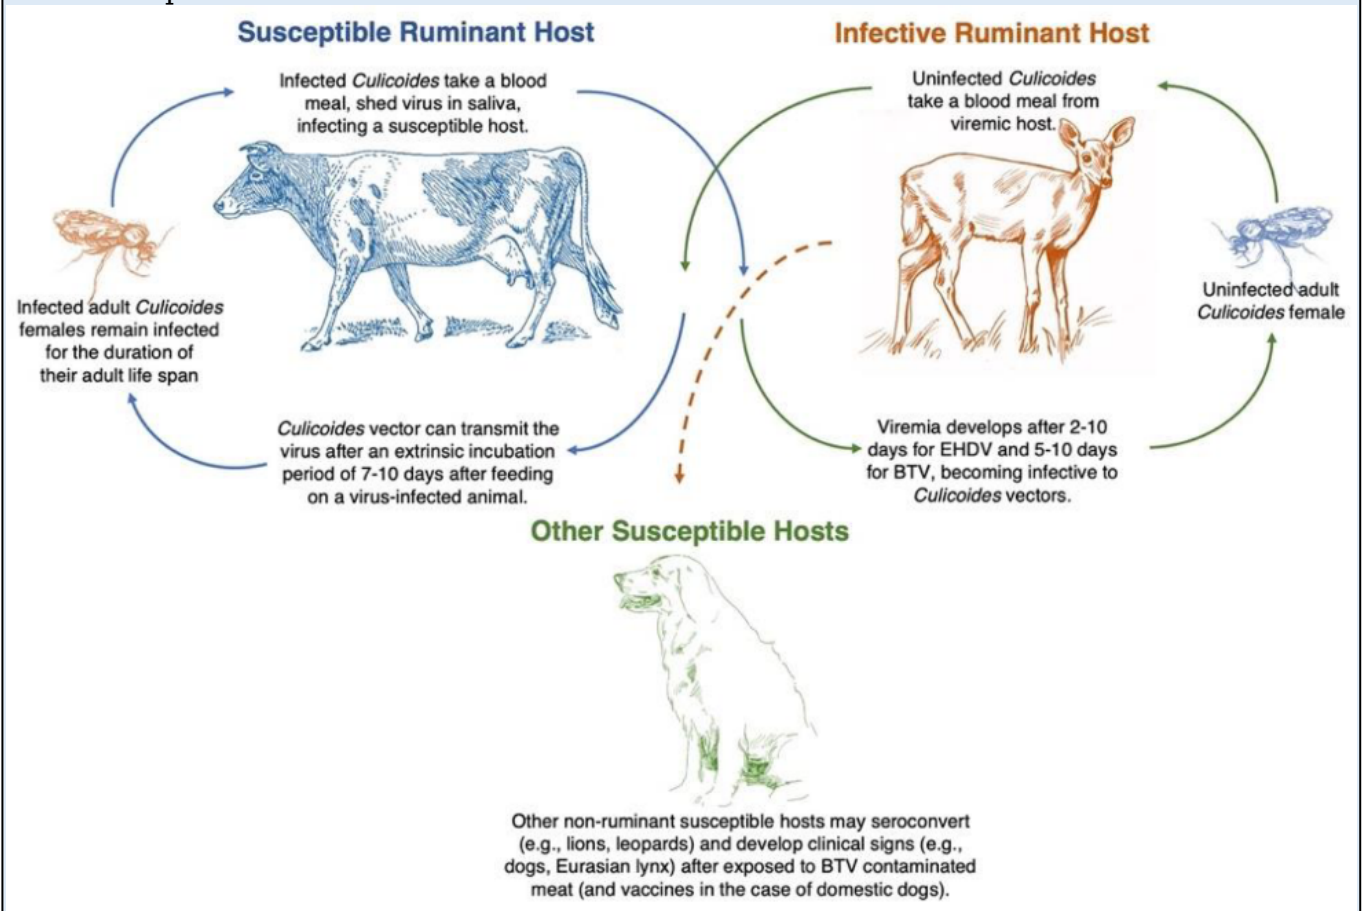 Susceptible Ruminant Host
Infective Ruminant Host
Infected Culicoides take a blood
meal, shed virus in saliva,
infecting a susceptible host.
Uninfected Culicoides
take a blood meal from
viremic host.
Infected adult Culicoides
females remain infected
for the duration of
their adult life span
Uninfected adult
Culicoides female
Culicoides vector can transmit the
virus after an extrinsic incubation
period of 7-10 days after feeding
on a virus-infected animal.
Viremia develops after 2-10
days for EHDV and 5-10 days
for BTV, becoming infective to
Culicoides vectors.
Other Susceptible Hosts
Other non-ruminant susceptible hosts may seroconvert
(e.g., lions, leopards) and develop clinical signs (e.g.,
dogs, Eurasian lynx) after exposed to BTV contaminated
meat (and vaccines in the case of domestic dogs).